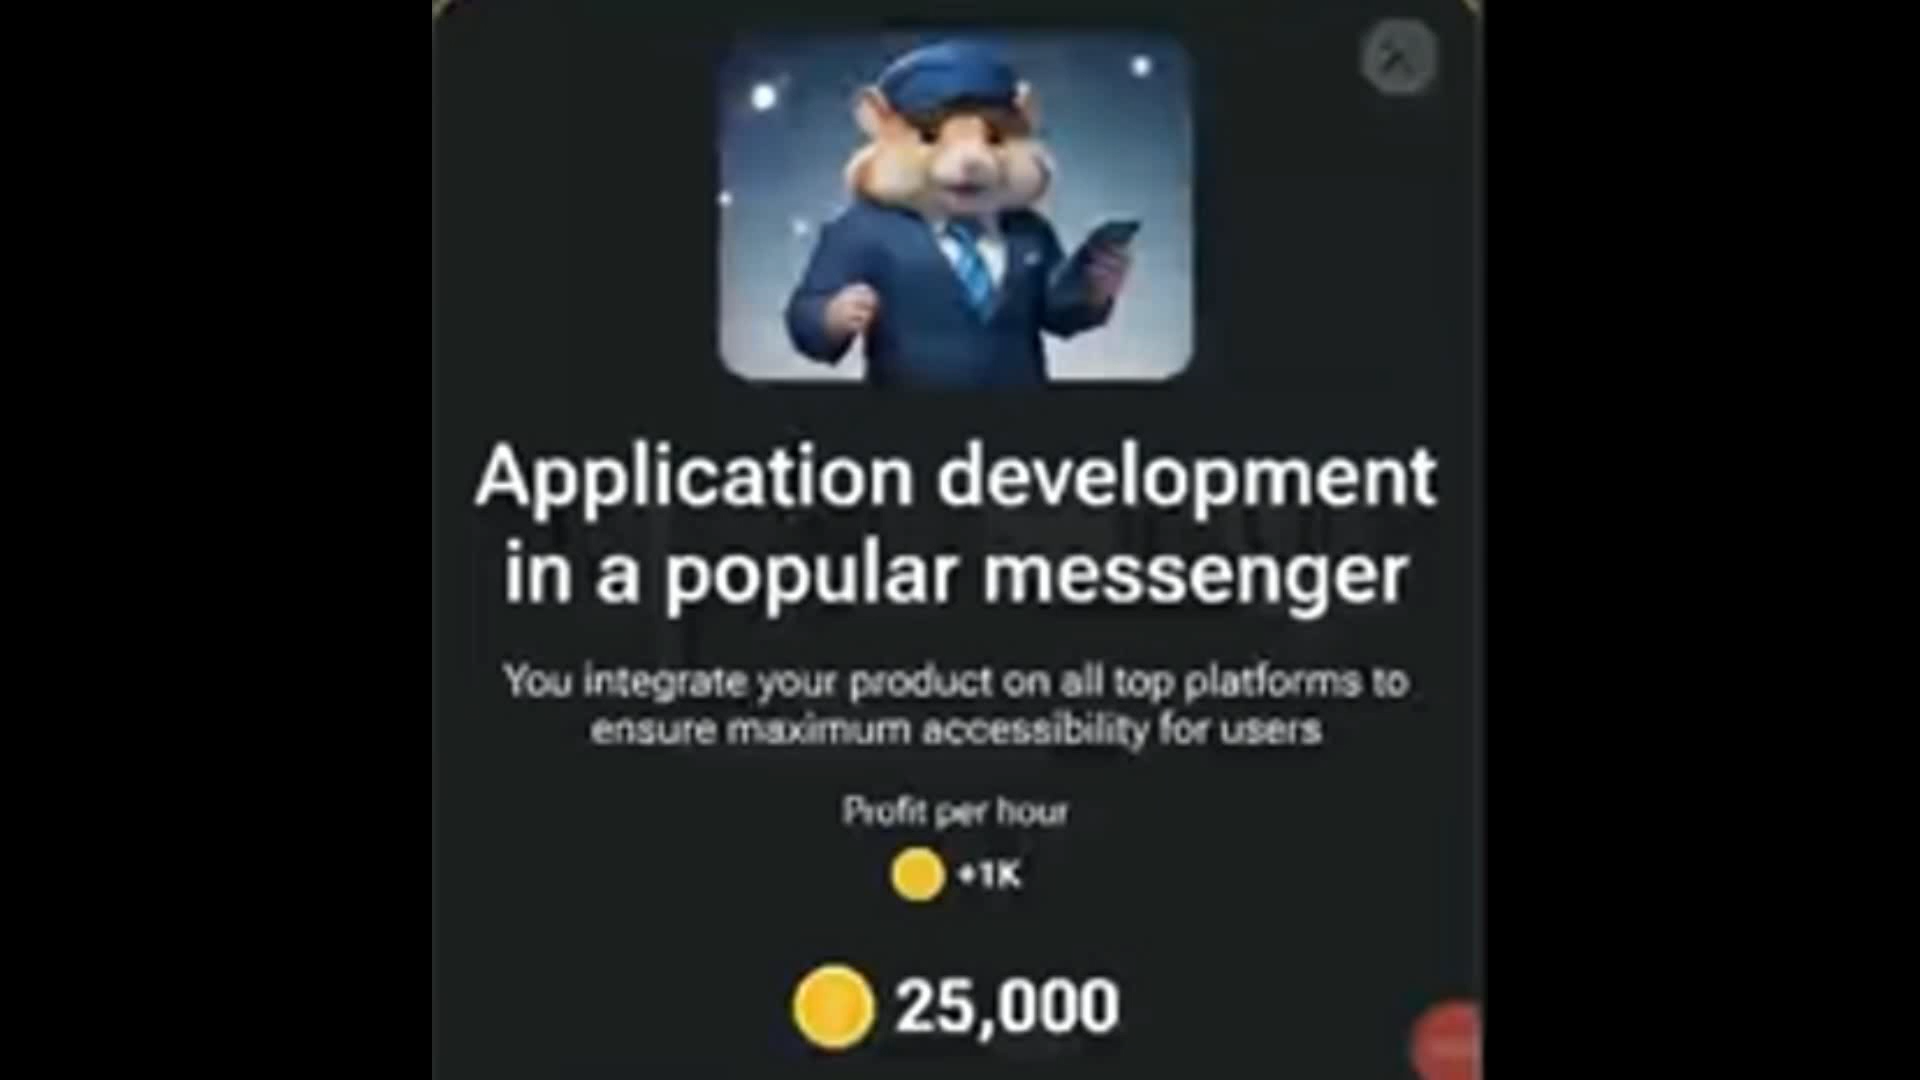 Application development
in a popular messenger
You integrate your product on all top platforms to
ensure maximum accessibility for users
Profit per hour
+1K
25,000